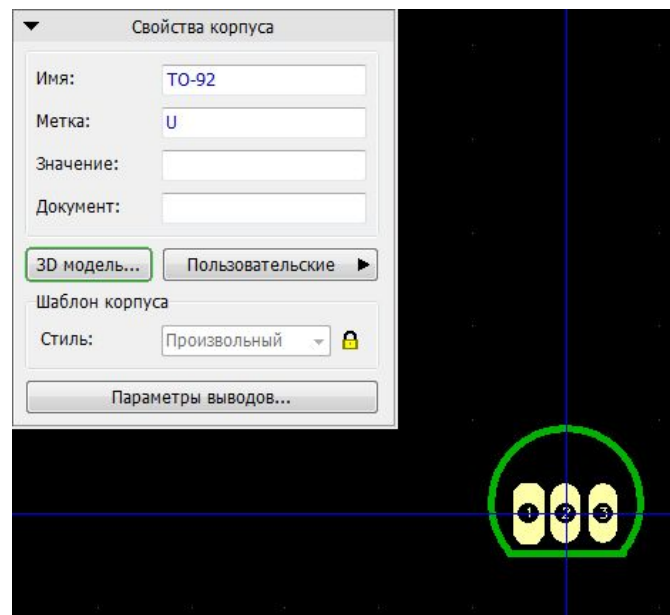 Свойства корпуса
Имя: TO-92
Метка: U
Значение:
Документ:
3D модель... Пользовательские
Шаблон корпуса
Стиль: Произвольный
Параметры выводов...
1 2 3